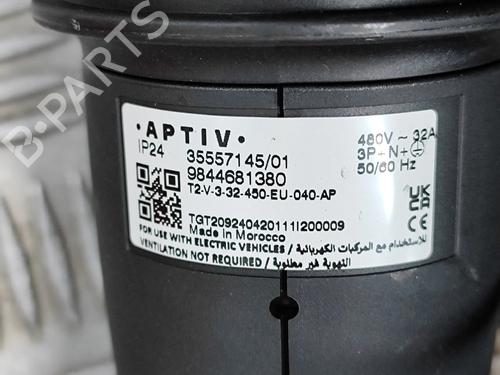 • APTIV •
IP24
35557145/01
9844681380
T2-V-3-32-450-EU-040-AP
480V ~ 32A
3P+N+
50/60 Hz
TGT2092404201111I200009
Made in Morocco
FOR USE WITH ELECTRIC VEHICLES / للاستخدام مع المركبات الكهربائية
VENTILATION NOT REQUIRED / التهوية غير مطلوبة
UK CA
B-PARTS